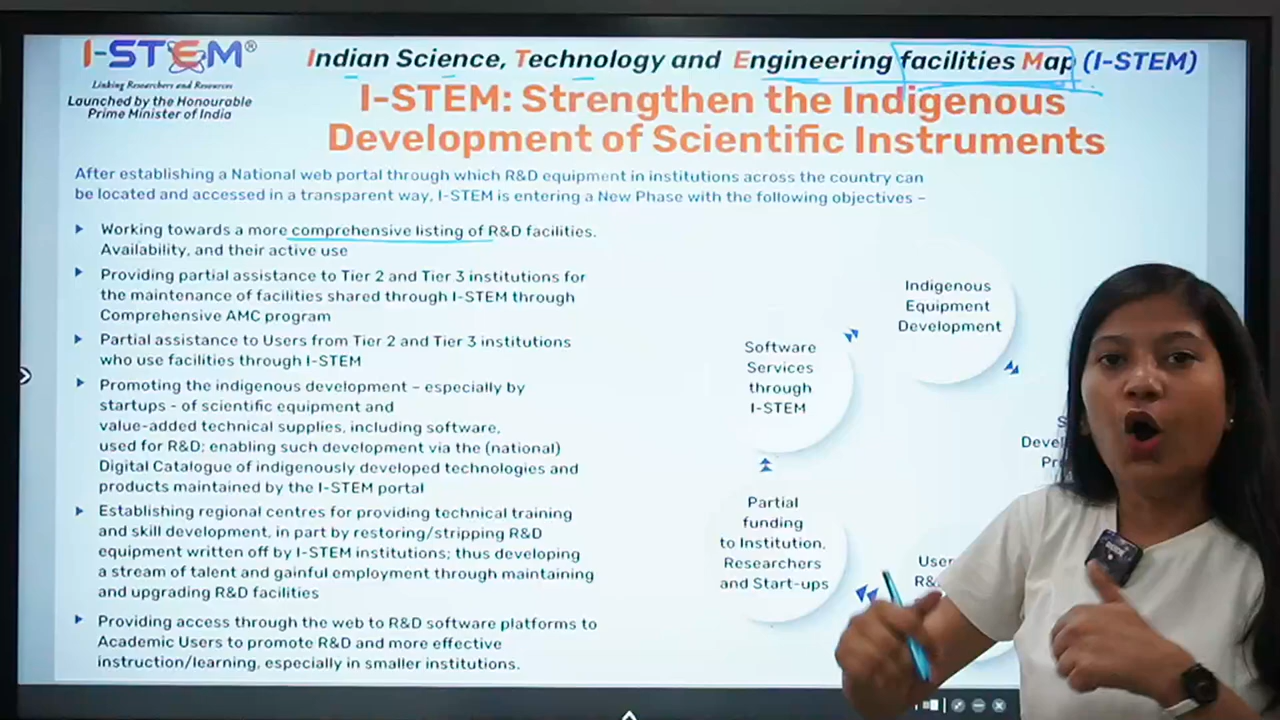 I-STEM®
Linking Researchers and Resources
Launched by the Honourable
Prime Minister of India
Indian Science, Technology and Engineering facilities Map (I-STEM)
I-STEM: Strengthen the Indigenous
Development of Scientific Instruments
After establishing a National web portal through which R&D equipment in institutions across the country can
be located and accessed in a transparent way, I-STEM is entering a New Phase with the following objectives –
Working towards a more comprehensive listing of R&D facilities.
Availability, and their active use
Providing partial assistance to Tier 2 and Tier 3 institutions for
the maintenance of facilities shared through I-STEM through
Comprehensive AMC program
Partial assistance to Users from Tier 2 and Tier 3 institutions
who use facilities through I-STEM
Promoting the indigenous development – especially by
startups - of scientific equipment and
value-added technical supplies, including software,
used for R&D; enabling such development via the (national)
Digital Catalogue of indigenously developed technologies and
products maintained by the I-STEM portal
Establishing regional centres for providing technical training
and skill development, in part by restoring/stripping R&D
equipment written off by I-STEM institutions; thus developing
a stream of talent and gainful employment through maintaining
and upgrading R&D facilities
Providing access through the web to R&D software platforms to
Academic Users to promote R&D and more effective
instruction/learning, especially in smaller institutions.
Indigenous
Equipment
Development
Software
Services
through
I-STEM
Partial
funding
to Institution,
Researchers
and Start-ups